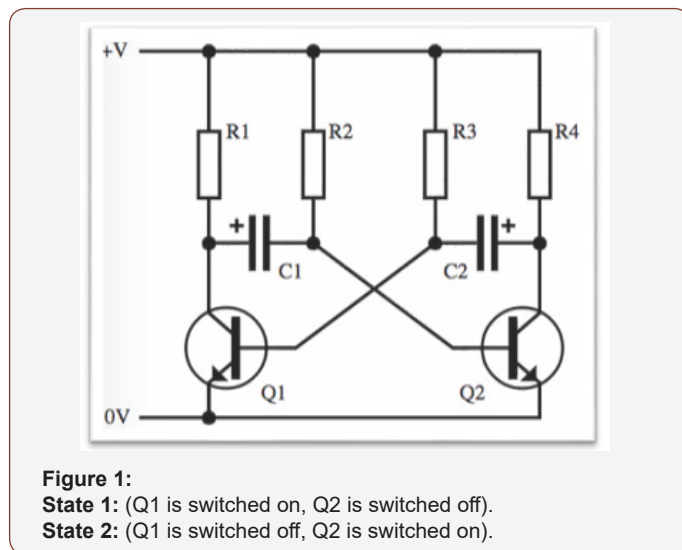 +V
R1 R2 R3 R4
+ +
C1 C2
Q1 Q2
0V
Figure 1:
State 1: (Q1 is switched on, Q2 is switched off).
State 2: (Q1 is switched off, Q2 is switched on).